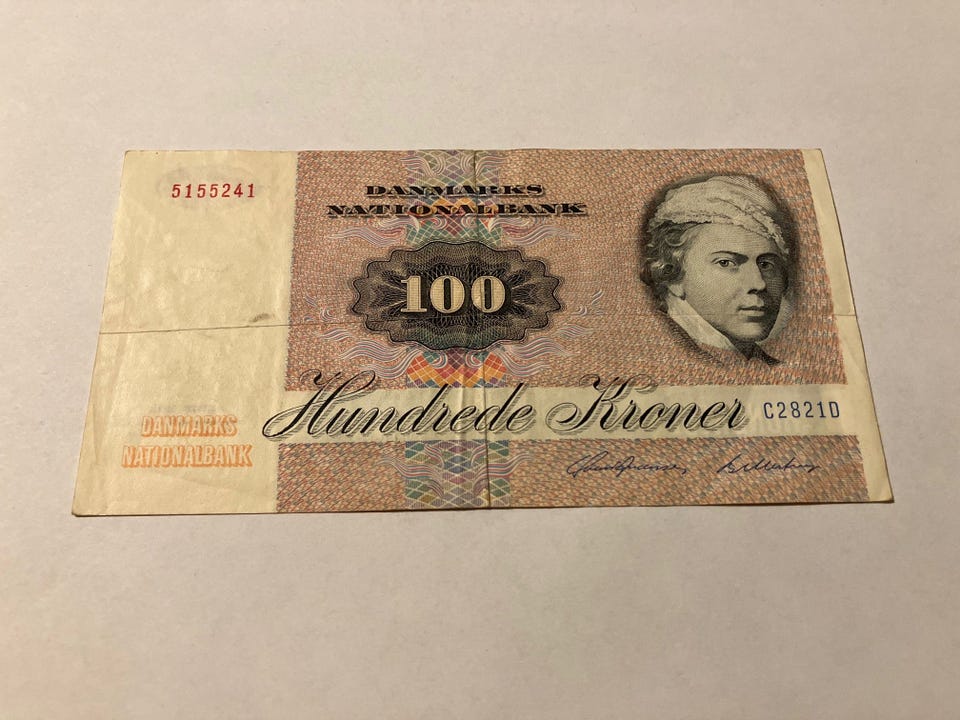 5155241
DANMARKS
NATIONALBANK
100
Hundrede Kroner
C2821D
DANMARKS
NATIONALBANK